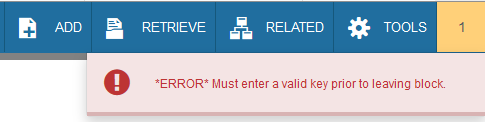 ADD RETRIEVE RELATED TOOLS 1
*ERROR* Must enter a valid key prior to leaving block.